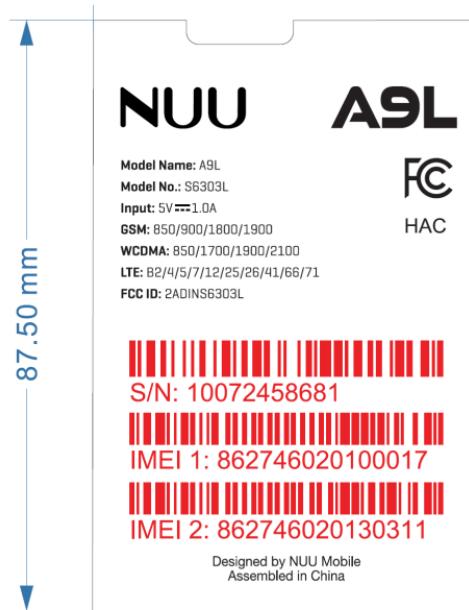 NUU A9L
Model Name: A9L
Model No.: S6303L
Input: 5V⎓1.0A
GSM: 850/900/1800/1900
WCDMA: 850/1700/1900/2100
LTE: B2/4/5/7/12/25/26/41/66/71
FCC ID: 2ADINS6303L
FC
HAC
87.50 mm
S/N: 10072458681
IMEI 1: 862746020100017
IMEI 2: 862746020130311
Designed by NUU Mobile
Assembled in China